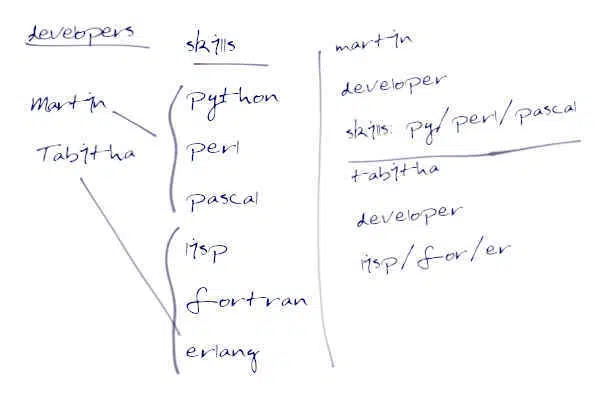 developers
skills
Martin
Tabitha
python
perl
pascal
lisp
fortran
erlang
martin
developer
skills: py/perl/pascal
tabitha
developer
lisp/for/er